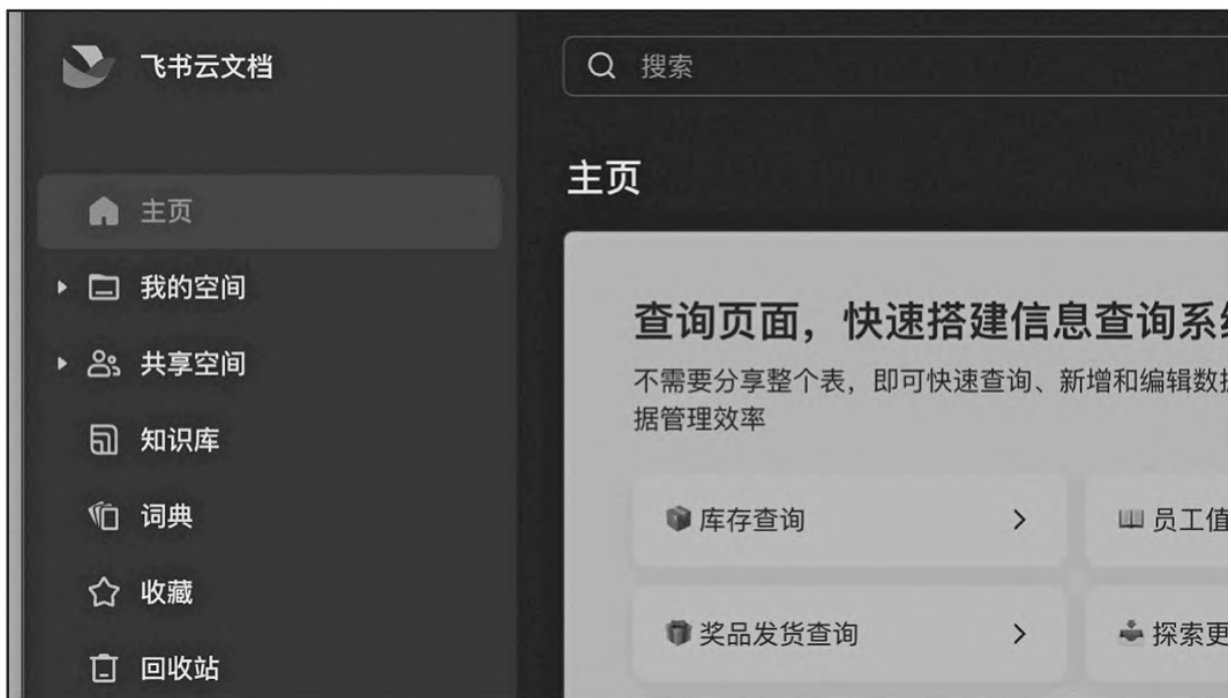 飞书云文档
主页
我的空间
共享空间
知识库
词典
收藏
回收站
搜索
主页
查询页面，快速搭建信息查询系
不需要分享整个表，即可快速查询、新增和编辑数
据管理效率
库存查询
员工值
奖品发货查询
探索更